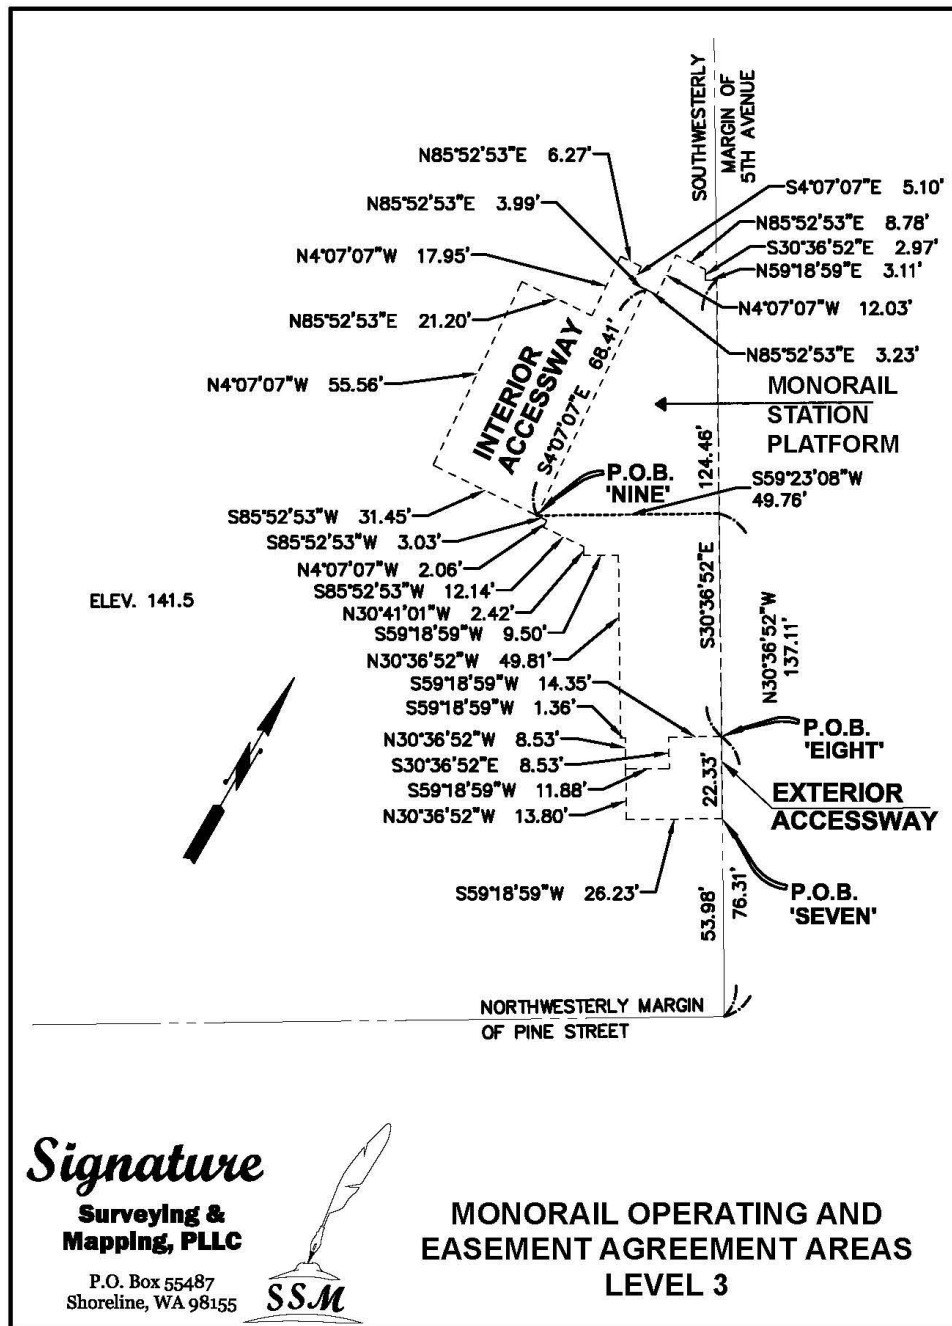 SOUTHWESTERLY
MARGIN OF
5TH AVENUE
N85°52'53"E 6.27'
S4°07'07"E 5.10'
N85°52'53"E 3.99'
N85°52'53"E 8.78'
S30°36'52"E 2.97'
N4°07'07"W 17.95'
N59°18'59"E 3.11'
N4°07'07"W 12.03'
N85°52'53"E 21.20'
N85°52'53"E 3.23'
N4°07'07"W 55.56'
INTERIOR
ACCESSWAY
S4°07'07"E 68.41'
MONORAIL
STATION
PLATFORM
124.46'
P.O.B.
'NINE'
S59°23'08"W
49.76'
S85°52'53"W 31.45'
S85°52'53"W 3.03'
N4°07'07"W 2.06'
S85°52'53"W 12.14'
ELEV. 141.5
N30°41'01"W 2.42'
S59°18'59"W 9.50'
S30°36'52"E
N30°36'52"W
137.11'
N30°36'52"W 49.81'
S59°18'59"W 14.35'
S59°18'59"W 1.36'
P.O.B.
'EIGHT'
N30°36'52"W 8.53'
S30°36'52"E 8.53'
S59°18'59"W 11.88'
22.33'
EXTERIOR
ACCESSWAY
N30°36'52"W 13.80'
S59°18'59"W 26.23'
P.O.B.
'SEVEN'
53.98'
76.31'
NORTHWESTERLY MARGIN
OF PINE STREET
Signature
Surveying &
Mapping, PLLC
P.O. Box 55487
Shoreline, WA 98155
SSM
MONORAIL OPERATING AND
EASEMENT AGREEMENT AREAS
LEVEL 3